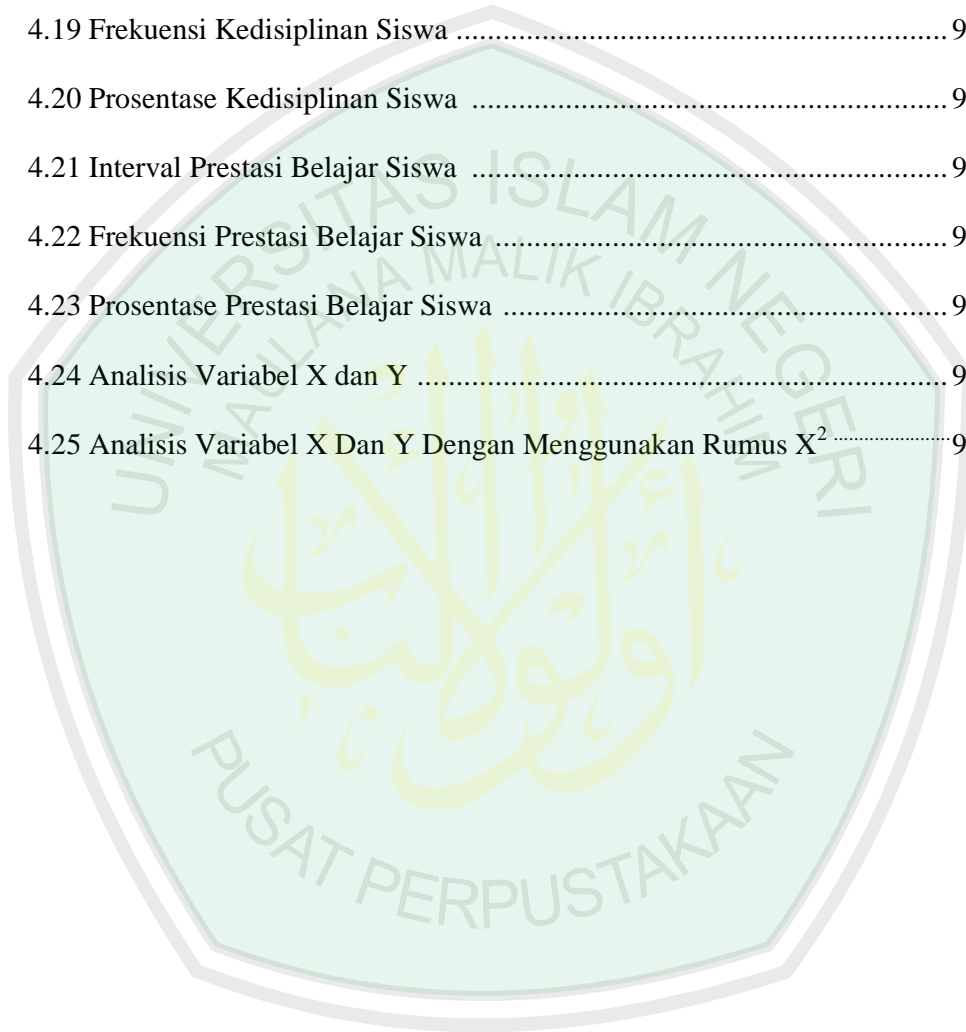 4.19 Frekuensi Kedisiplinan Siswa ................................................................ 9
4.20 Prosentase Kedisiplinan Siswa .............................................................. 9
4.21 Interval Prestasi Belajar Siswa .............................................................. 9
4.22 Frekuensi Prestasi Belajar Siswa ........................................................... 9
4.23 Prosentase Prestasi Belajar Siswa .......................................................... 9
4.24 Analisis Variabel X dan Y ..................................................................... 9
4.25 Analisis Variabel X Dan Y Dengan Menggunakan Rumus X² ....................... 9
UNIVERSITAS ISLAM NEGERI
MAULANA MALIK IBRAHIM
PUSAT PERPUSTAKAAN